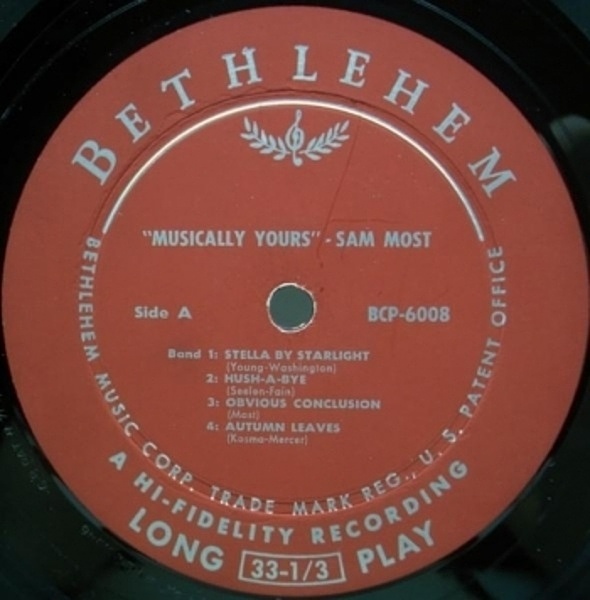 BETHLEHEM
"MUSICALLY YOURS" - SAM MOST
Side A
BCP-6008
Band 1: STELLA BY STARLIGHT
(Young-Washington)
2: HUSH-A-BYE
(Seelen-Fain)
3: OBVIOUS CONCLUSION
(Most)
4: AUTUMN LEAVES
(Kosma-Mercer)
BETHLEHEM MUSIC CORP. TRADE MARK REG., U. S. PATENT OFFICE
A HI-FIDELITY RECORDING
LONG 33-1/3 PLAY